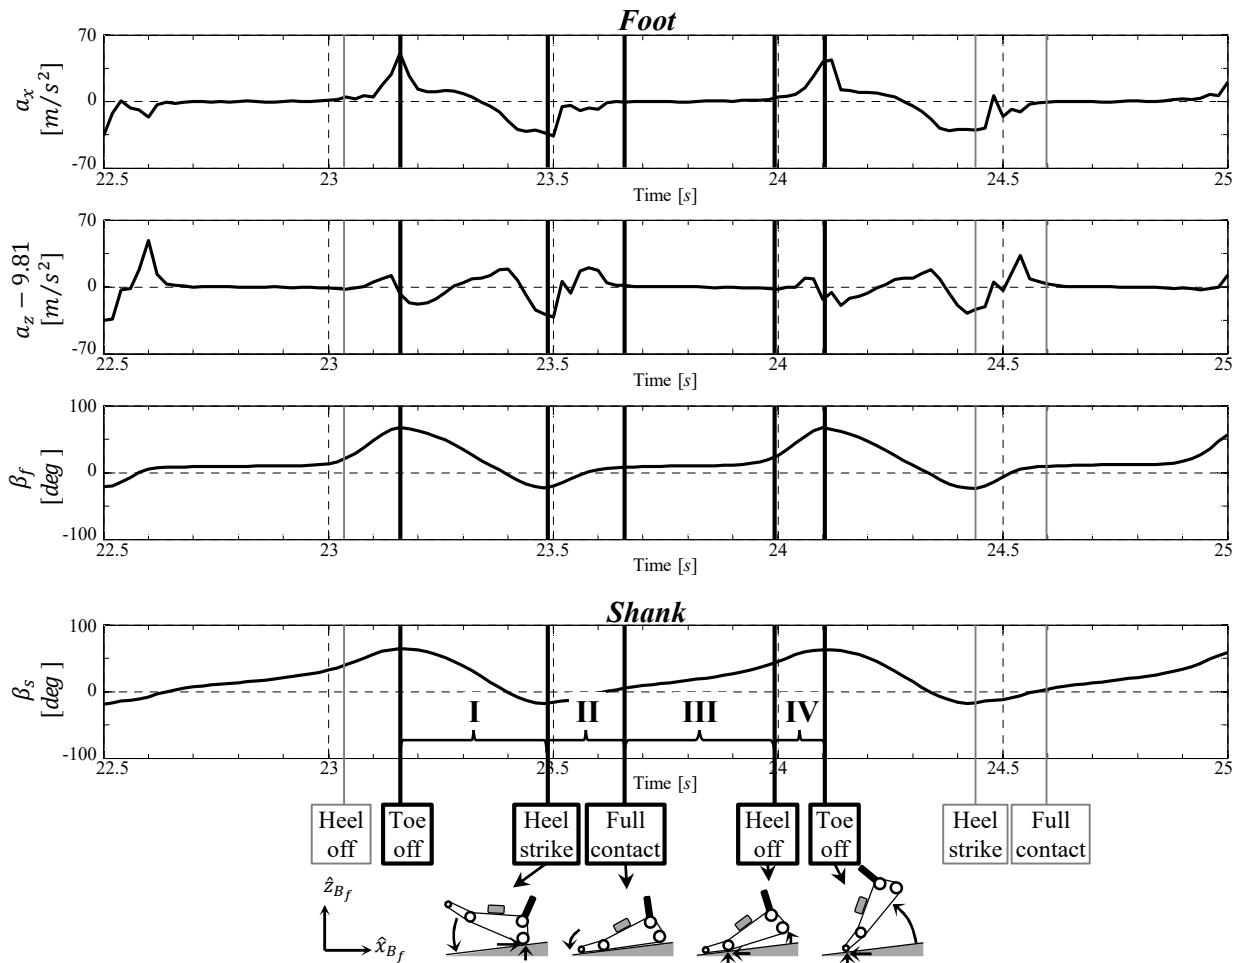 Foot
a_x
[m/s²]
70
0
-70
22.5 23 23.5 24 24.5 25
Time [s]
a_z − 9.81
[m/s²]
70
0
-70
22.5 23 23.5 24 24.5 25
Time [s]
β_f
[deg]
100
0
-100
22.5 23 23.5 24 24.5 25
Time [s]
Shank
β_s
[deg]
100
0
-100
I II III IV
22.5 23 23.5 24 24.5 25
Time [s]
Heel
off
Toe
off
Heel
strike
Full
contact
Heel
off
Toe
off
Heel
strike
Full
contact
ẑ_{B_f}
x̂_{B_f}